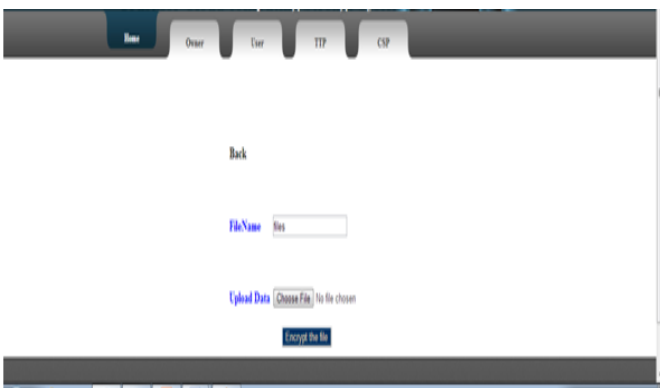 Home Owner User TTP CSP
Back
FileName files
Upload Data Choose File No file chosen
Encrypt the file